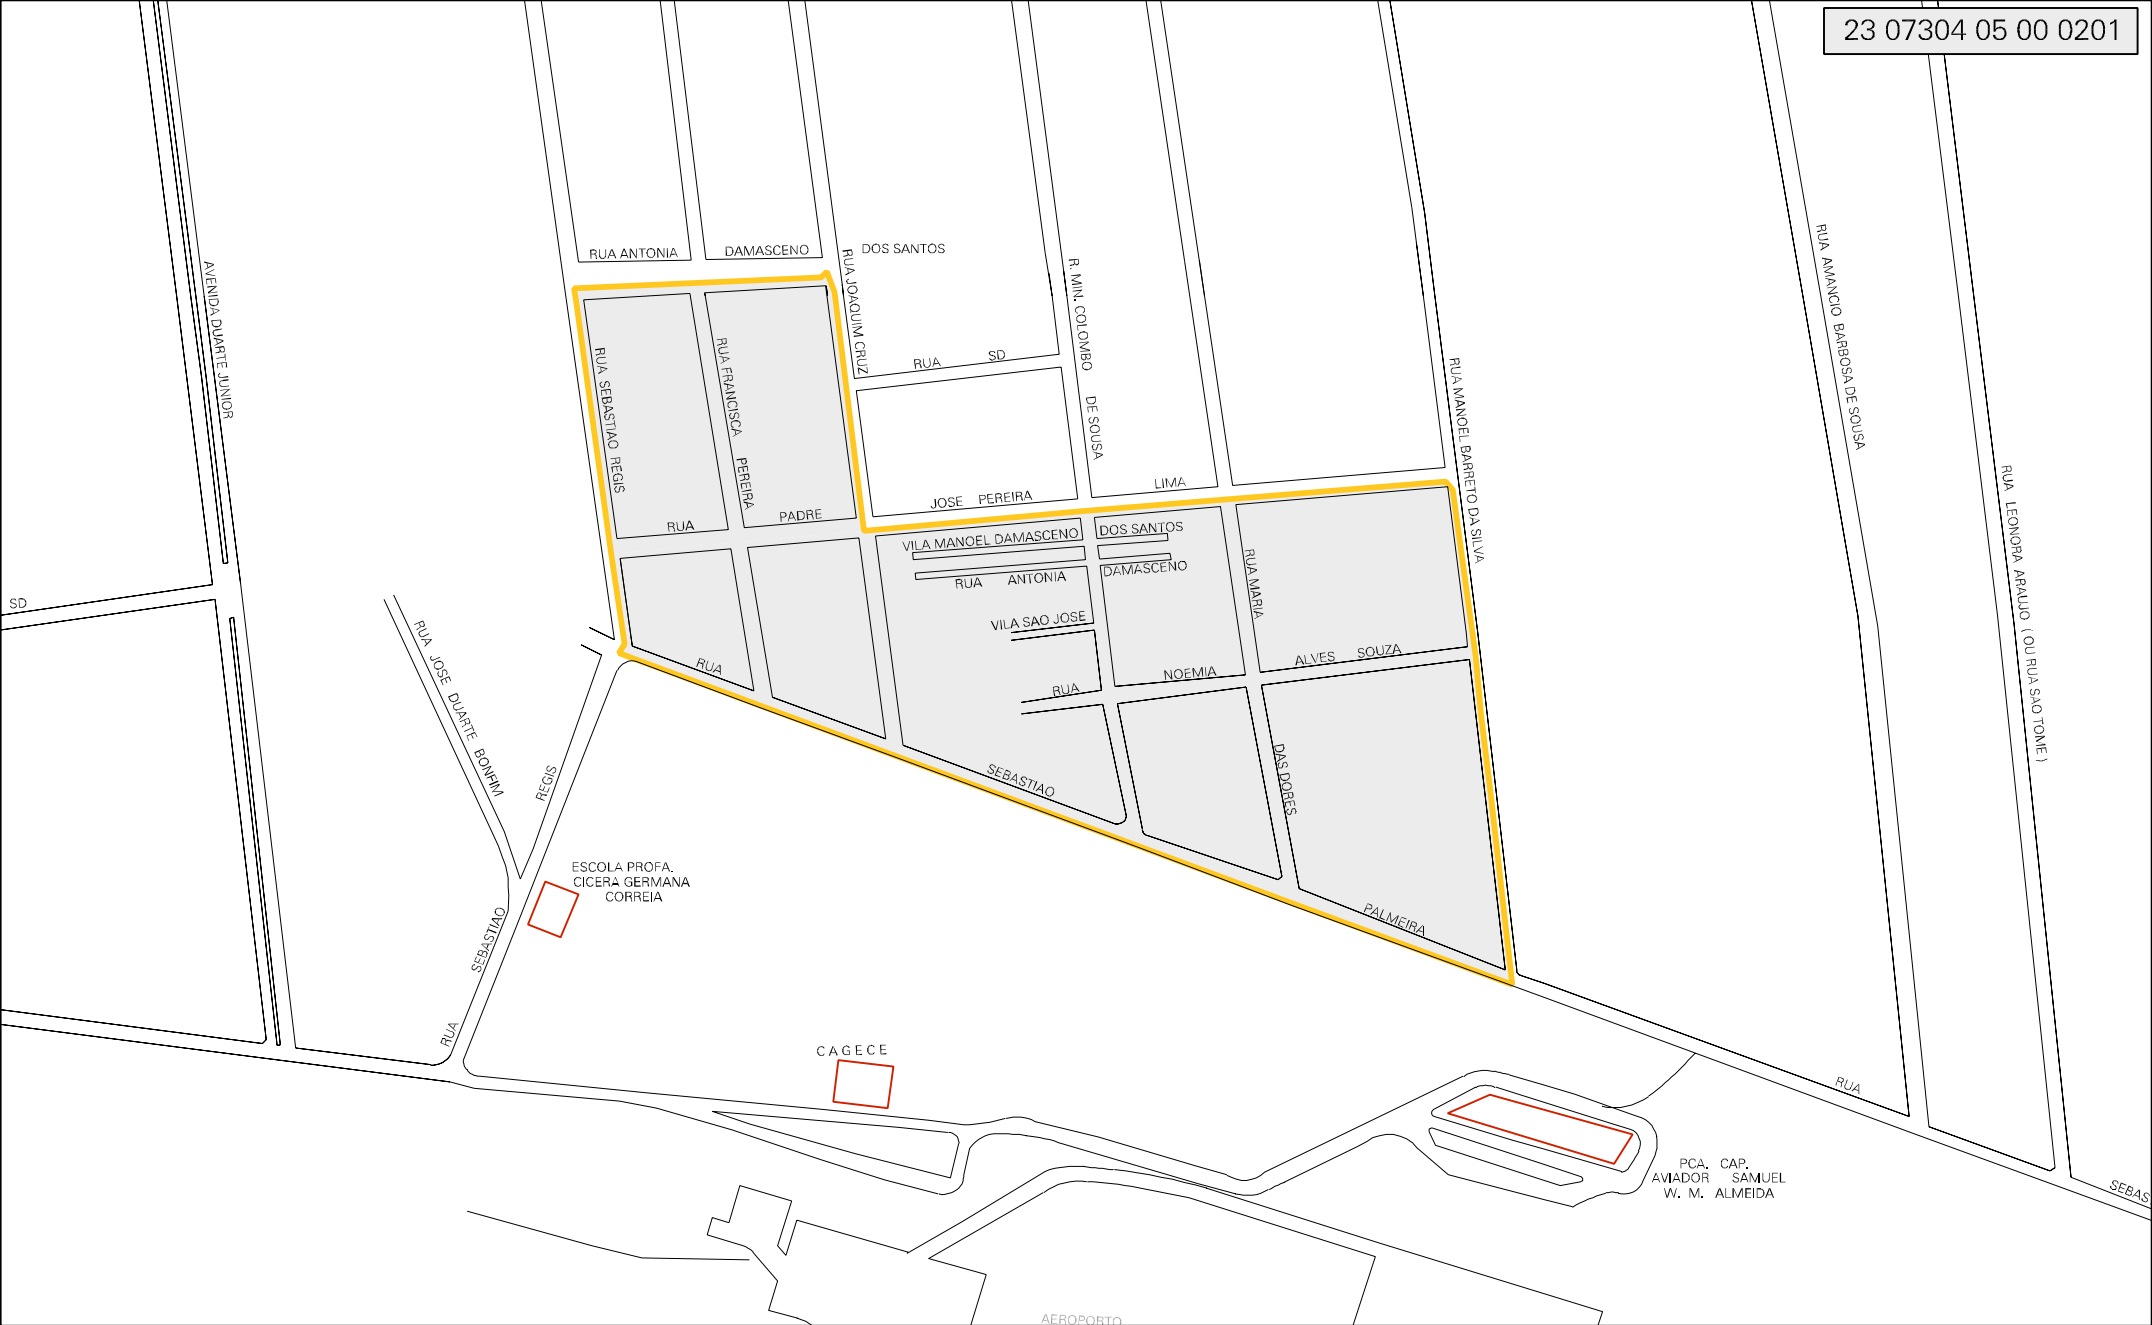 23 07304 05 00 0201
RUA ANTONIA DAMASCENO DOS SANTOS
AVENIDA DUARTE JUNIOR
RUA SEBASTIAO REGIS
RUA FRANCISCA PEREIRA
RUA JOAQUIM CRUZ
R. MIN. COLOMBO DE SOUSA
RUA MANOEL BARRETO DA SILVA
RUA AMANCIO BARBOSA DE SOUSA
RUA LEONORA ARAUJO ( OU RUA SAO TOME )
RUA SD
RUA PADRE JOSE PEREIRA LIMA
VILA MANOEL DAMASCENO DOS SANTOS
RUA ANTONIA DAMASCENO
RUA MARIA DAS DORES
VILA SAO JOSE
RUA NOEMIA ALVES SOUZA
SD
RUA JOSE DUARTE BONFIM
RUA SEBASTIAO REGIS
RUA SEBASTIAO PALMEIRA
ESCOLA PROFA.
CICERA GERMANA
CORREIA
CAGECE
RUA SEBAS
PCA. CAP.
AVIADOR SAMUEL
W. M. ALMEIDA
AEROPORTO